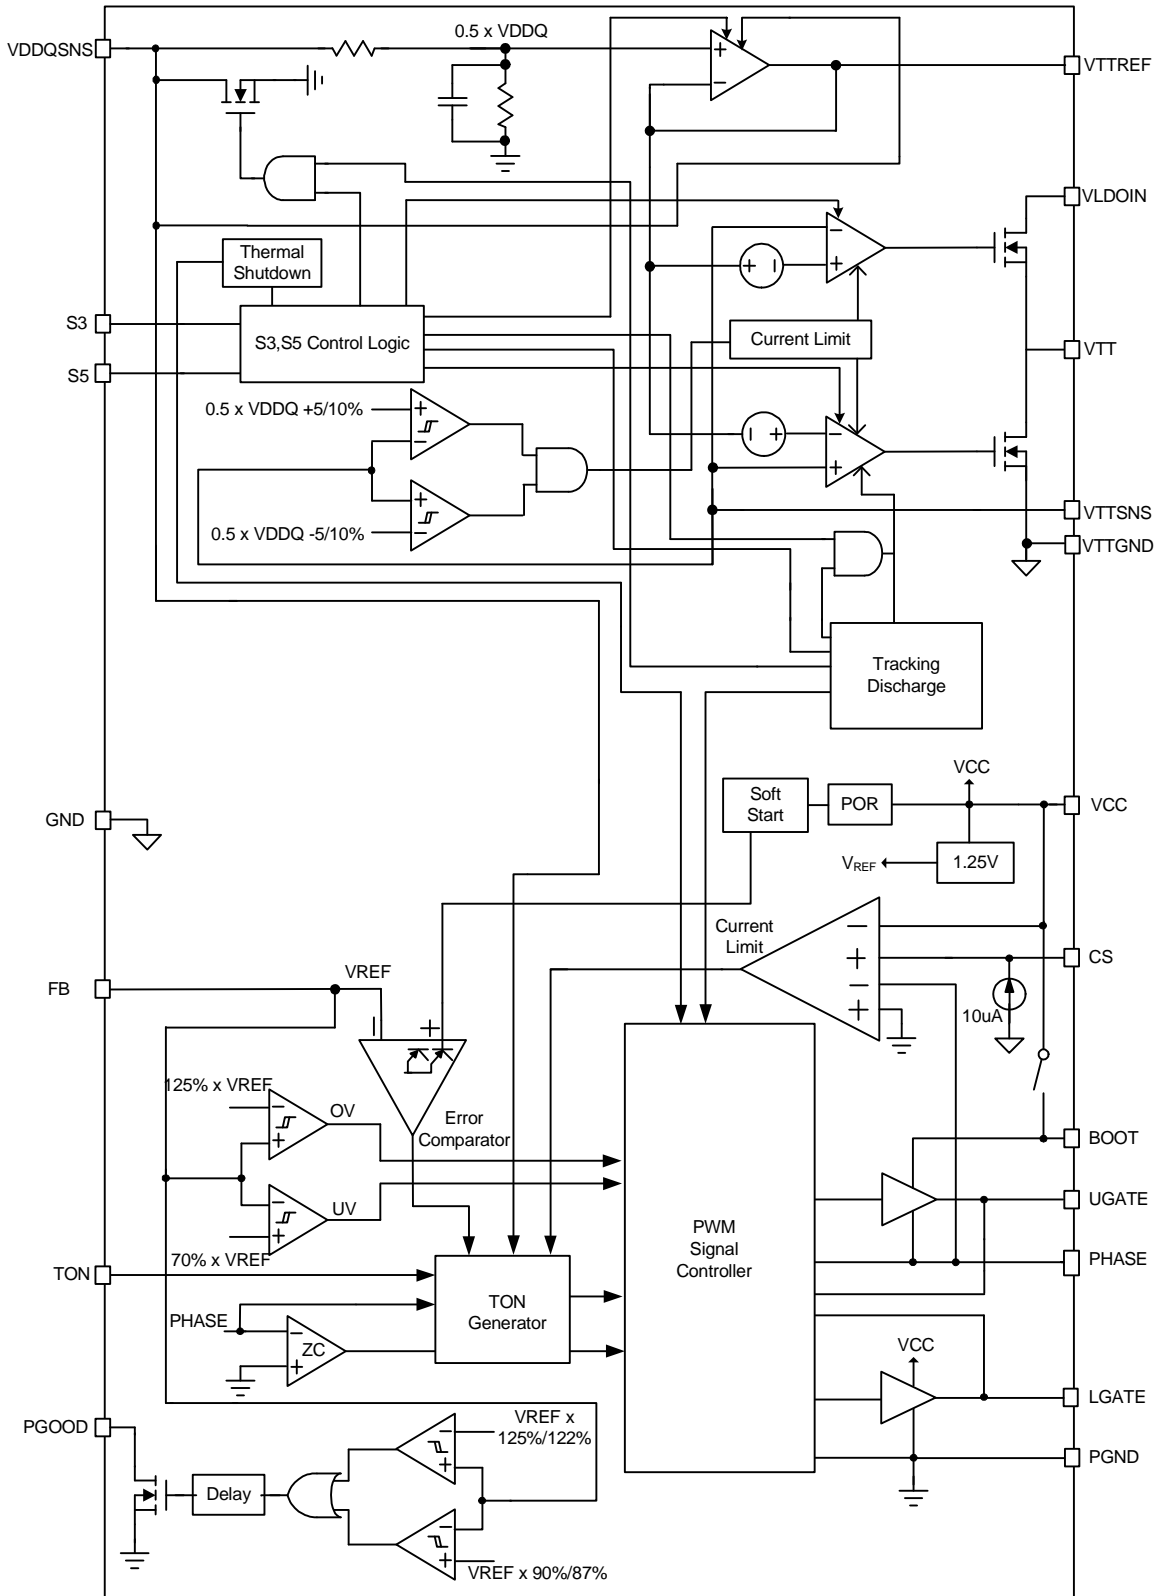 0.5 x VDDQ
VDDQSNS
VTTREF
VLDOIN
Thermal
Shutdown
S3
S3,S5 Control Logic
Current Limit
VTT
S5
0.5 x VDDQ +5/10%
0.5 x VDDQ -5/10%
VTTSNS
VTTGND
Tracking
Discharge
VCC
Soft
Start
POR
VCC
GND
VREF
1.25V
Current
Limit
CS
VREF
FB
10uA
125% x VREF
OV
Error
Comparator
BOOT
UV
UGATE
PWM
Signal
Controller
70% x VREF
PHASE
TON
TON
Generator
PHASE
ZC
VCC
LGATE
PGOOD
VREF x
125%/122%
PGND
Delay
VREF x 90%/87%